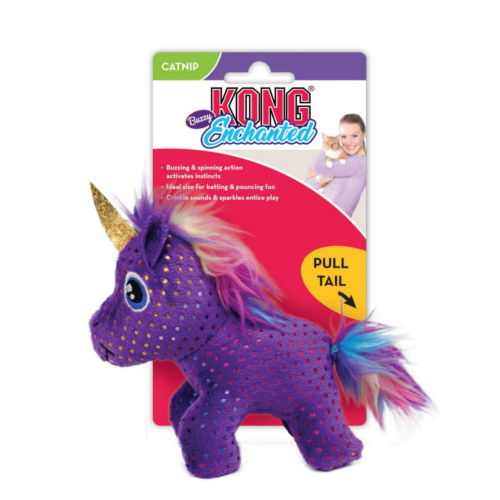 CATNIP
KONG®
Buzzy
Enchanted
• Buzzing & spinning action
activates instincts
• Ideal size for batting & pouncing fun
• Crinkle sounds & sparkles entice play
PULL
TAIL